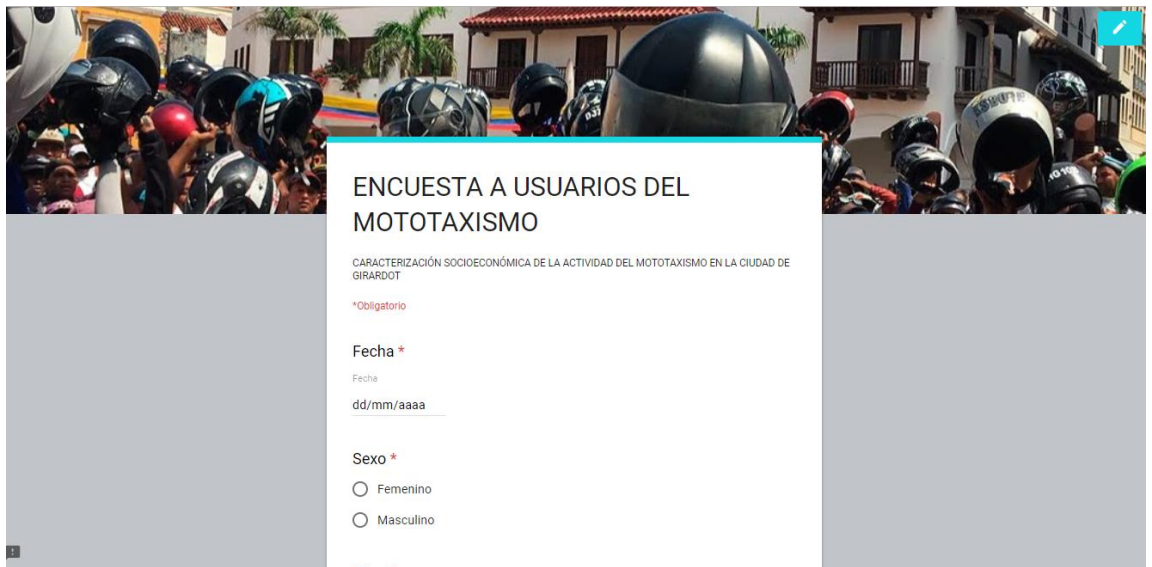 ENCUESTA A USUARIOS DEL
MOTOTAXISMO
CARACTERIZACIÓN SOCIOECONÓMICA DE LA ACTIVIDAD DEL MOTOTAXISMO EN LA CIUDAD DE
GIRARDOT
*Obligatorio
Fecha *
Fecha
dd/mm/aaaa
Sexo *
Femenino
Masculino